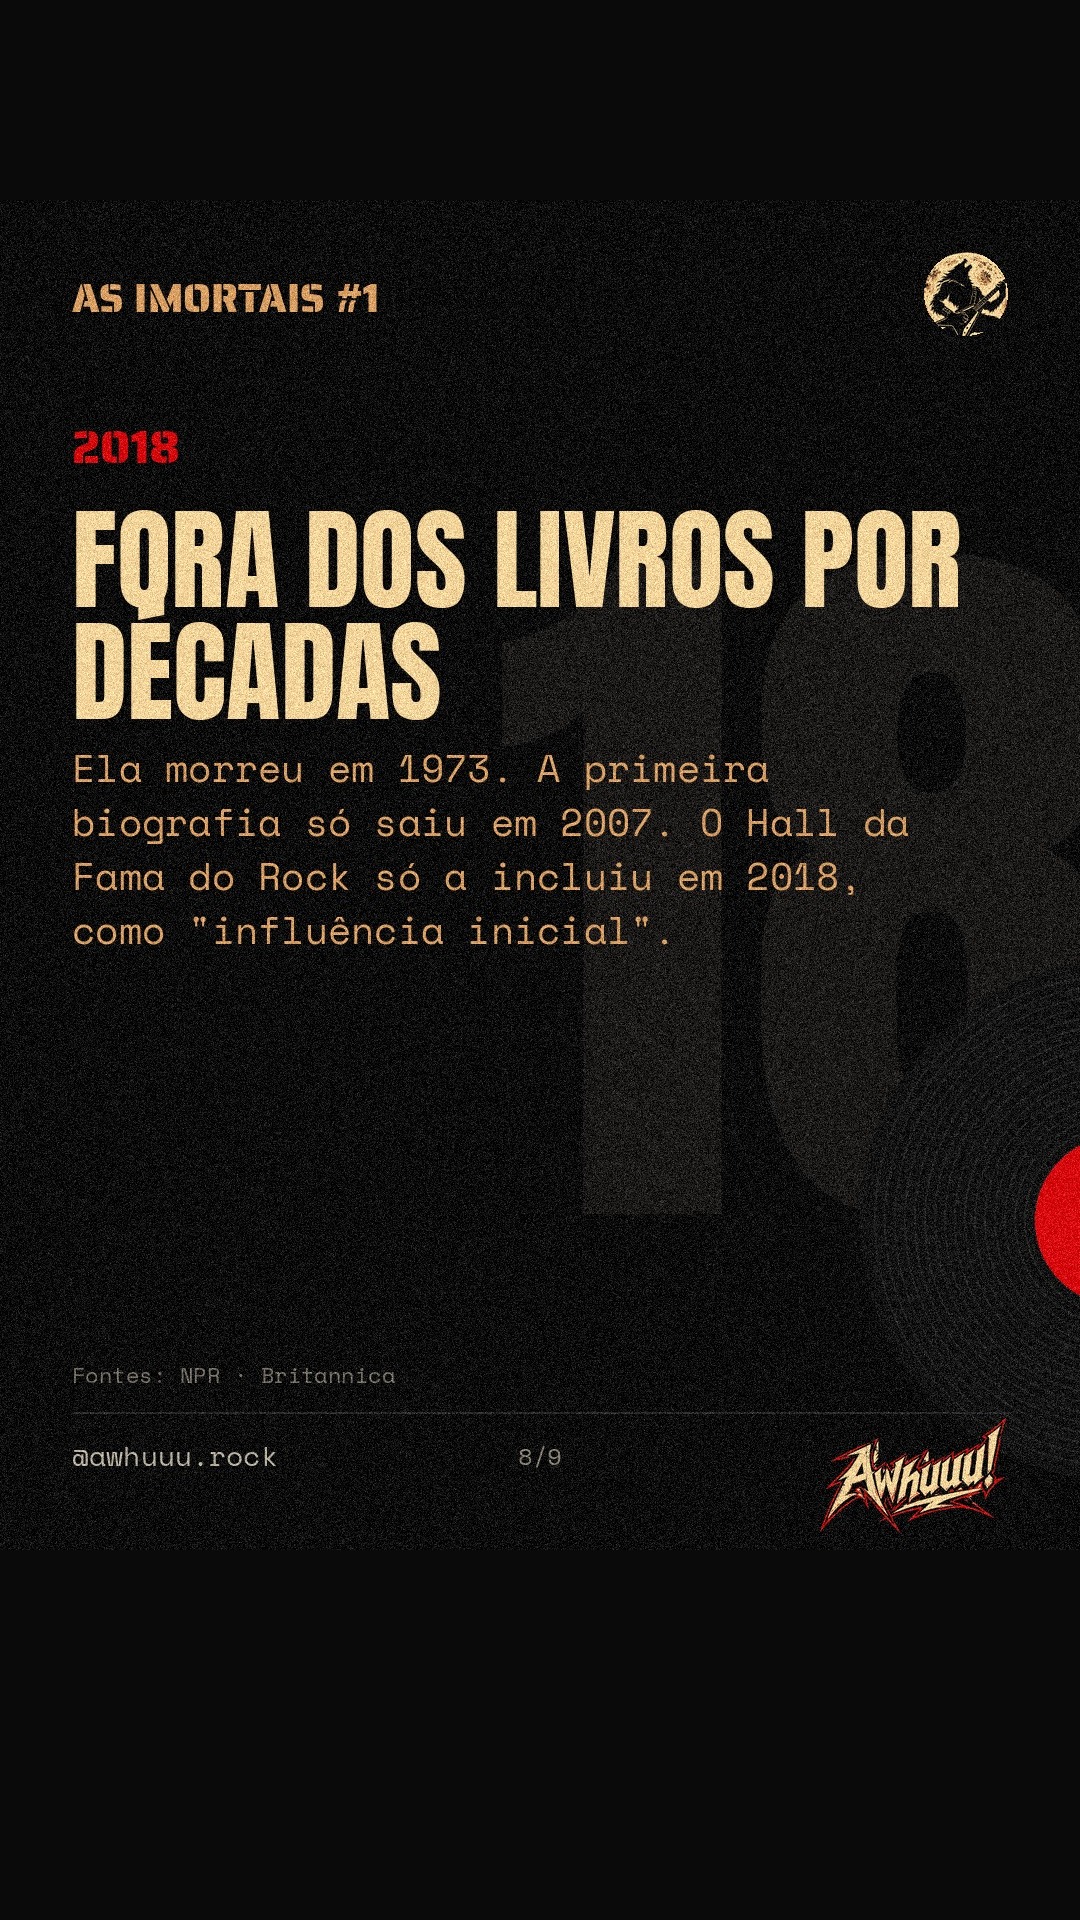 AS IMORTAIS #1
2018
FORA DOS LIVROS POR
DÉCADAS
Ela morreu em 1973. A primeira
biografia só saiu em 2007. O Hall da
Fama do Rock só a incluiu em 2018,
como "influência inicial".
18
Fontes: NPR · Britannica
@awhuuu.rock
8/9
Awhuuu!